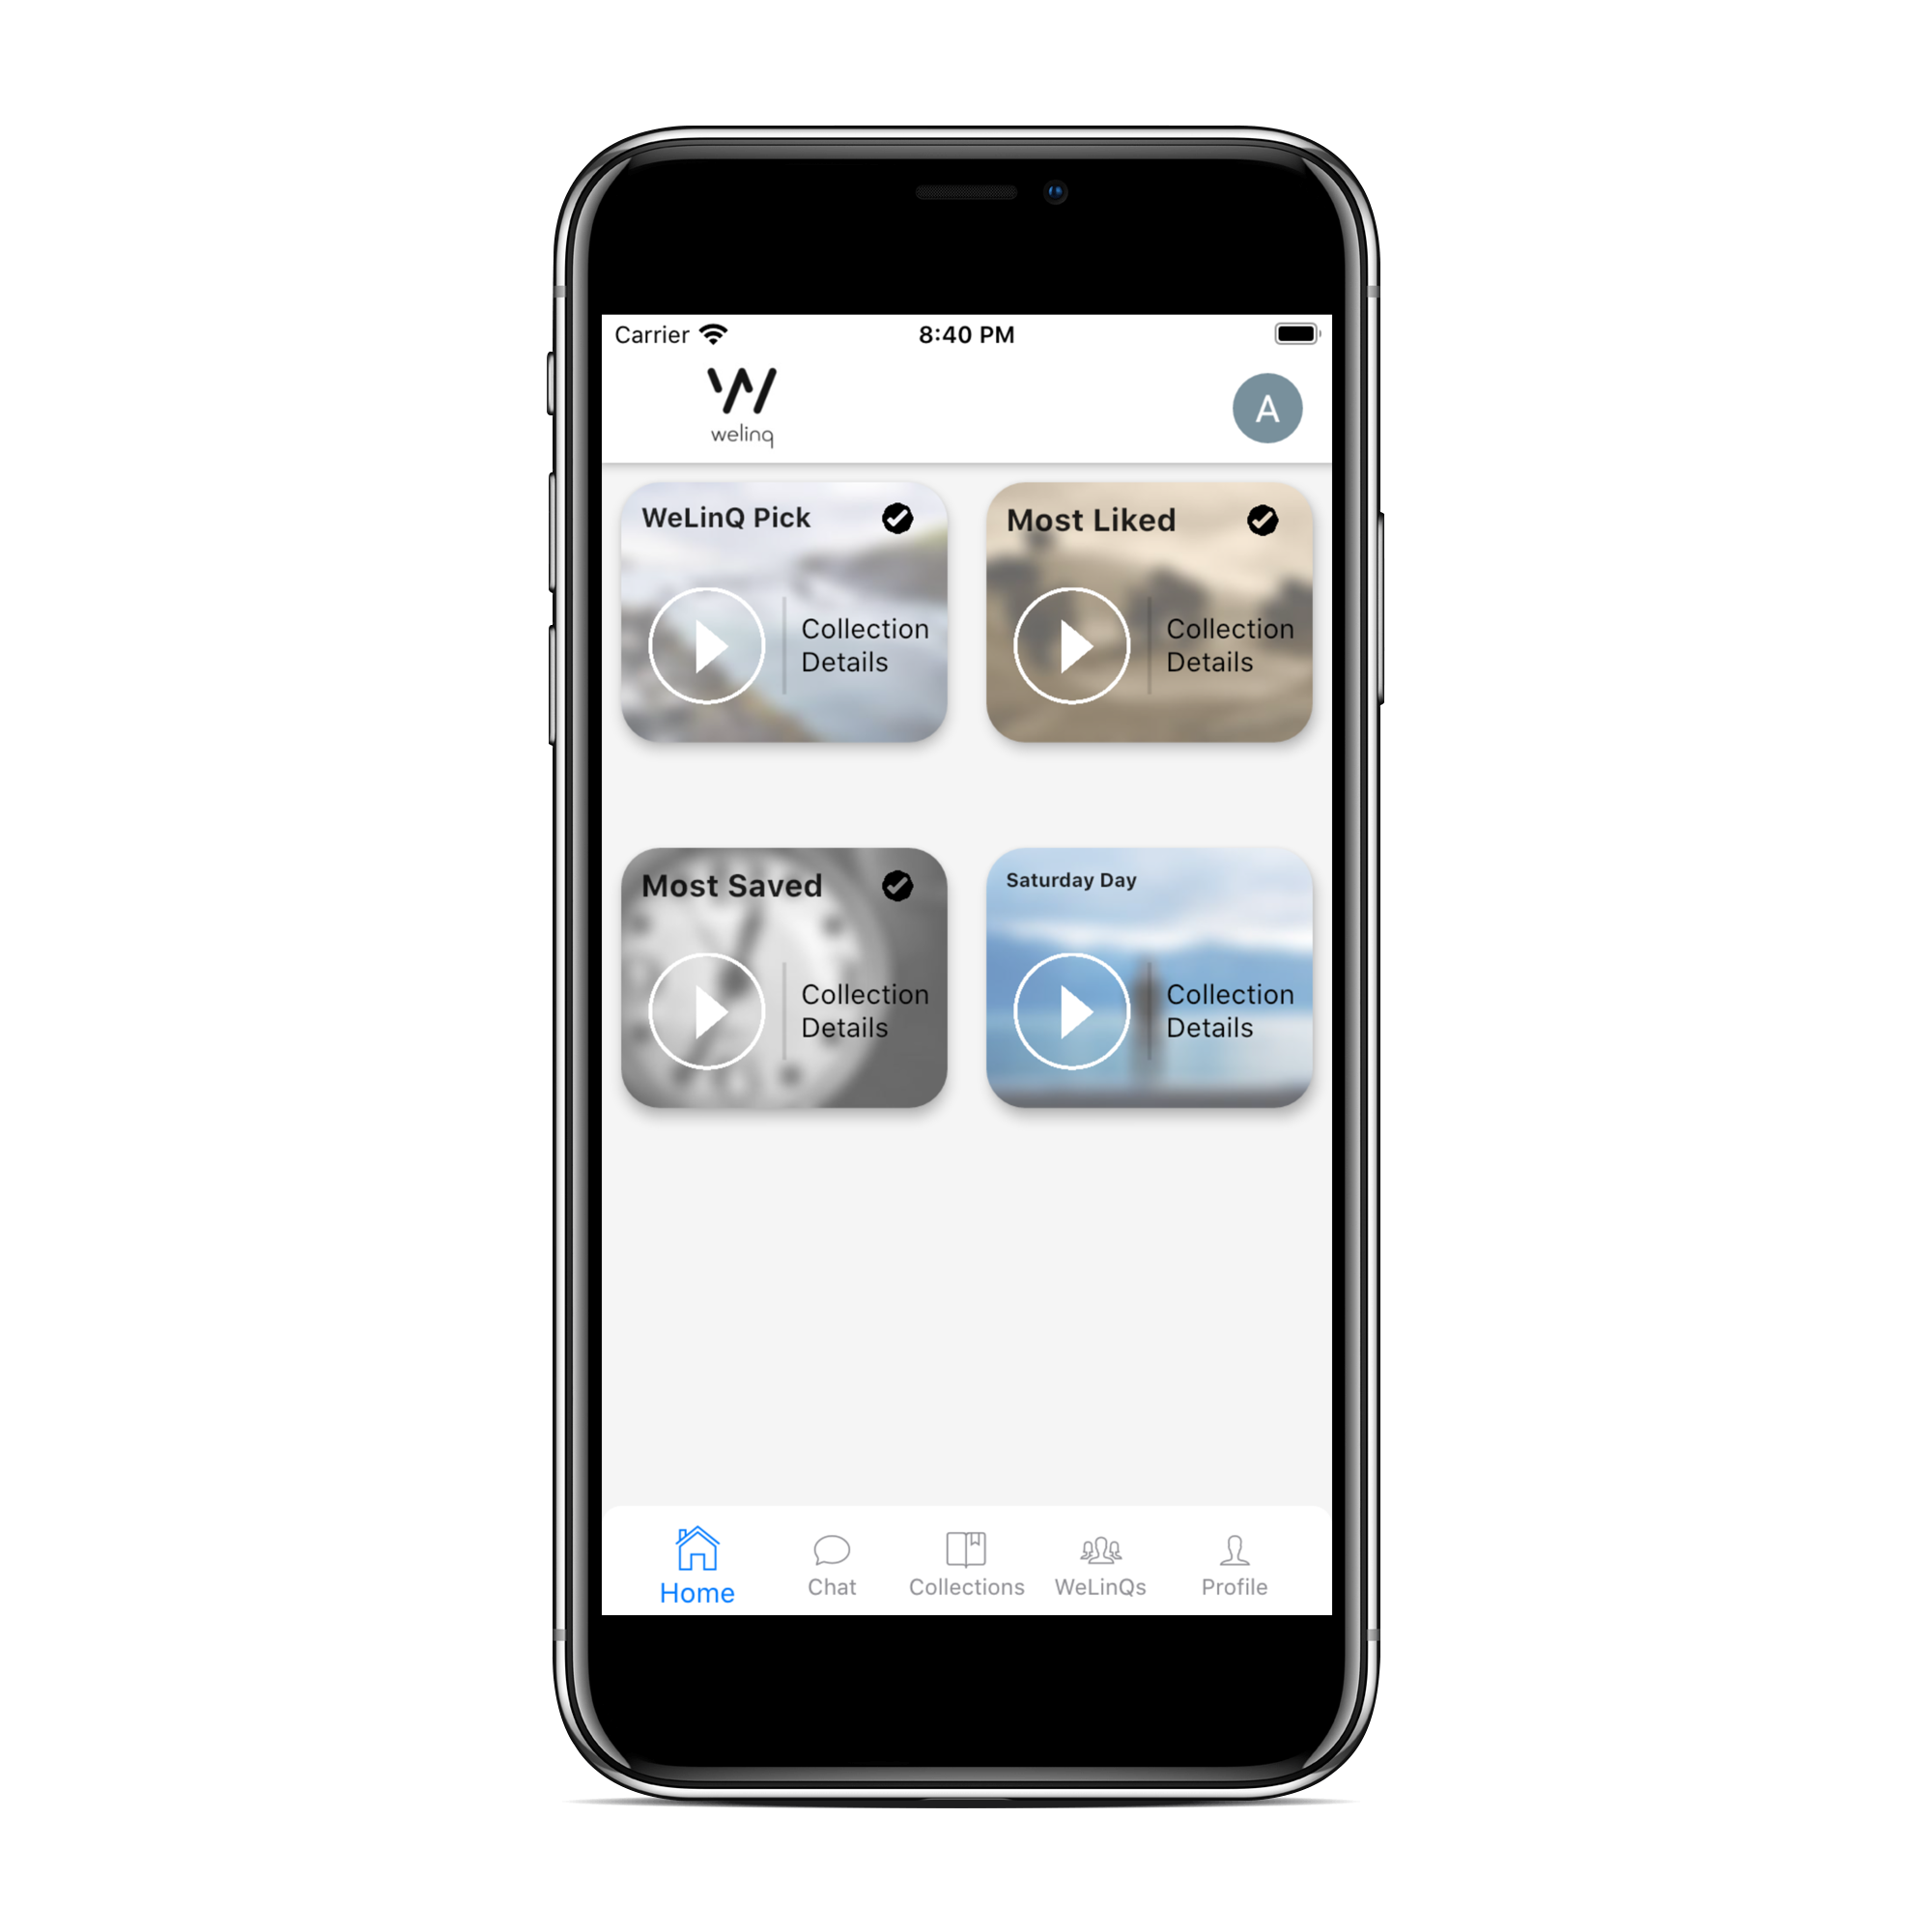 Carrier 8:40 PM
welinq
A
WeLinQ Pick
Collection
Details
Most Liked
Collection
Details
Most Saved
Collection
Details
Saturday Day
Collection
Details
Home Chat Collections WeLinQs Profile